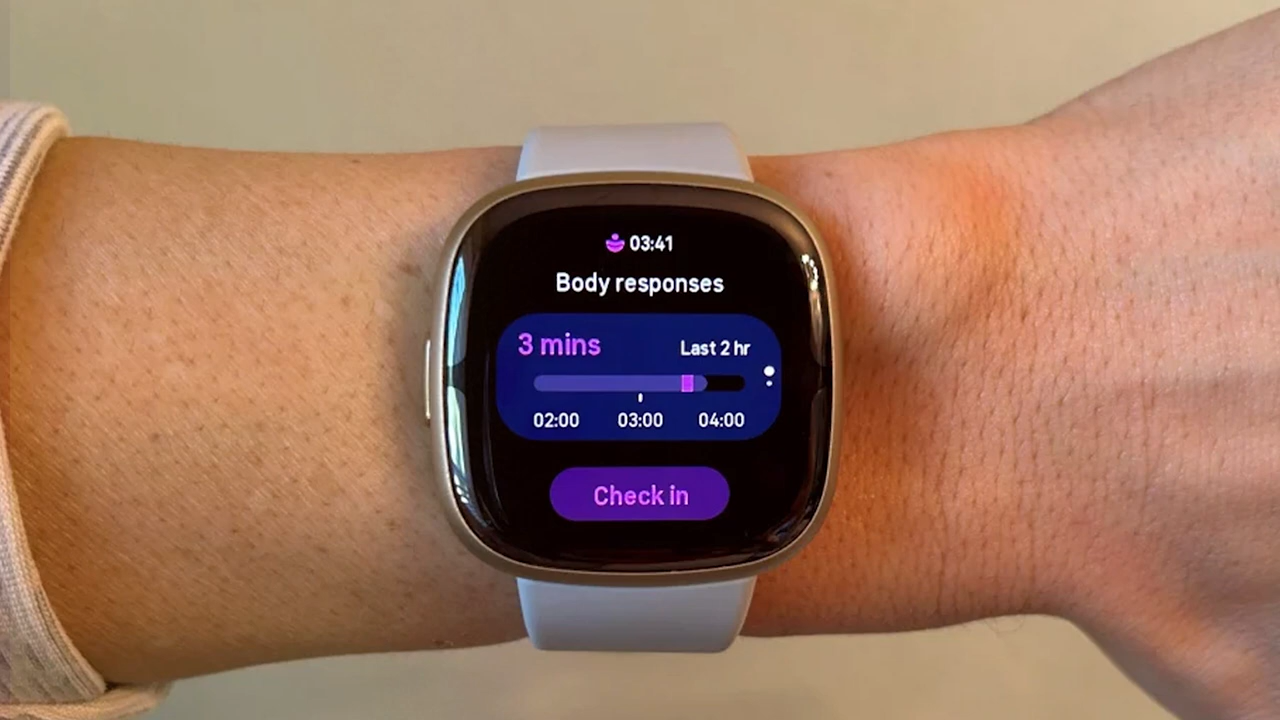 03:41
Body responses
3 mins Last 2 hr
02:00 03:00 04:00
Check in